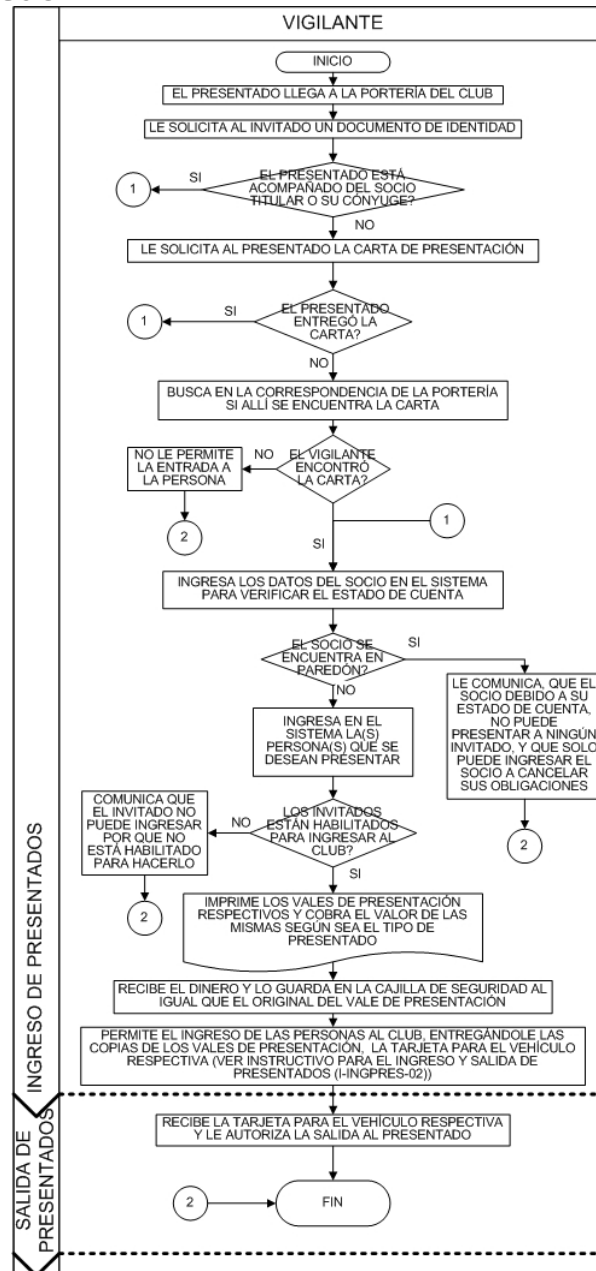 VIGILANTE
INICIO
EL PRESENTADO LLEGA A LA PORTERÍA DEL CLUB
LE SOLICITA AL INVITADO UN DOCUMENTO DE IDENTIDAD
EL PRESENTADO ESTÁ
ACOMPAÑADO DEL SOCIO
TITULAR O SU CÓNYUGE?
SI
1
NO
LE SOLICITA AL PRESENTADO LA CARTA DE PRESENTACIÓN
EL PRESENTADO
ENTREGÓ LA
CARTA?
SI
1
NO
BUSCA EN LA CORRESPONDENCIA DE LA PORTERÍA
SI ALLÍ SE ENCUENTRA LA CARTA
EL VIGILANTE
ENCONTRÓ
LA CARTA?
NO
NO LE PERMITE
LA ENTRADA A
LA PERSONA
2
1
SI
INGRESA LOS DATOS DEL SOCIO EN EL SISTEMA
PARA VERIFICAR EL ESTADO DE CUENTA
EL SOCIO SE
ENCUENTRA EN
PAREDÓN?
SI
LE COMUNICA, QUE EL
SOCIO DEBIDO A SU
ESTADO DE CUENTA,
NO PUEDE
PRESENTAR A NINGÚN
INVITADO, Y QUE SOLO
PUEDE INGRESAR EL
SOCIO A CANCELAR
SUS OBLIGACIONES
2
NO
INGRESA EN EL
SISTEMA LA(S)
PERSONA(S) QUE SE
DESEAN PRESENTAR
LOS INVITADOS
ESTÁN HABILITADOS
PARA INGRESAR AL
CLUB?
NO
COMUNICA QUE
EL INVITADO NO
PUEDE INGRESAR
POR QUE NO
ESTÁ HABILITADO
PARA HACERLO
2
SI
IMPRIME LOS VALES DE PRESENTACIÓN
RESPECTIVOS Y COBRA EL VALOR DE LAS
MISMAS SEGÚN SEA EL TIPO DE
PRESENTADO
RECIBE EL DINERO Y LO GUARDA EN LA CAJILLA DE SEGURIDAD AL
IGUAL QUE EL ORIGINAL DEL VALE DE PRESENTACIÓN
PERMITE EL INGRESO DE LAS PERSONAS AL CLUB, ENTREGÁNDOLE LAS
COPIAS DE LOS VALES DE PRESENTACIÓN, LA TARJETA PARA EL VEHÍCULO
RESPECTIVA (VER INSTRUCTIVO PARA EL INGRESO Y SALIDA DE
PRESENTADOS (I-INGPRES-02))
INGRESO DE PRESENTADOS
RECIBE LA TARJETA PARA EL VEHÍCULO RESPECTIVA
Y LE AUTORIZA LA SALIDA AL PRESENTADO
2
FIN
SALIDA DE
PRESENTADOS